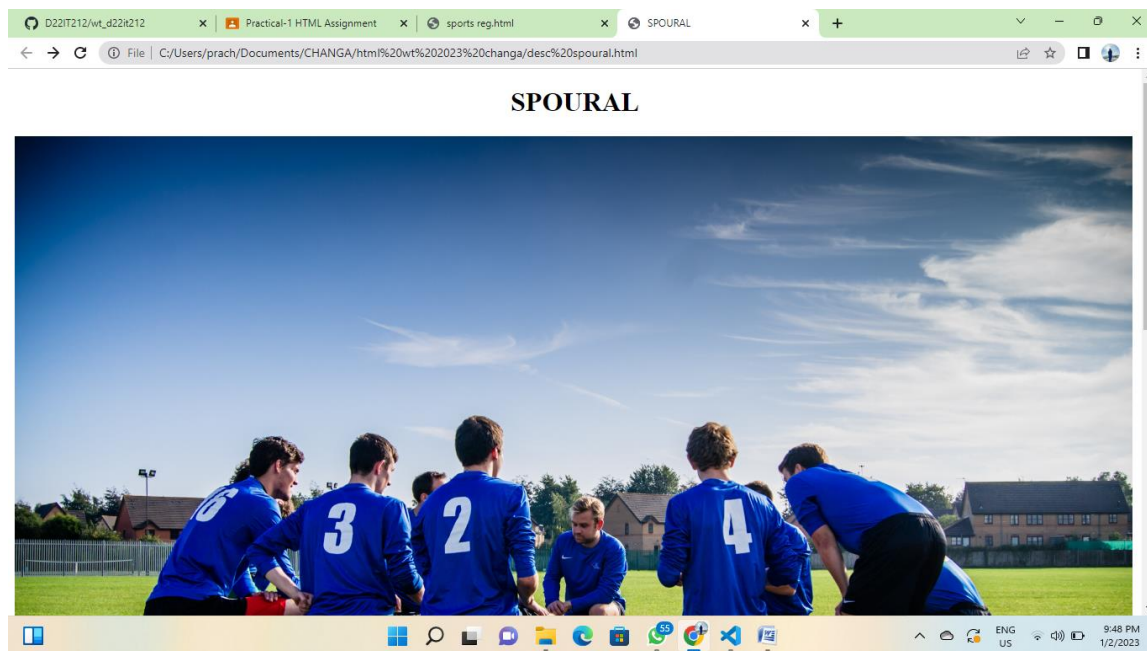 D22IT212/wt_d22it212
Practical-1 HTML Assignment
sports reg.html
SPOURAL
File
C:/Users/prach/Documents/CHANGA/html%20wt%202023%20changa/desc%20spoural.html
SPOURAL
16
3
2
4
55
ENG
US
9:48 PM
1/2/2023